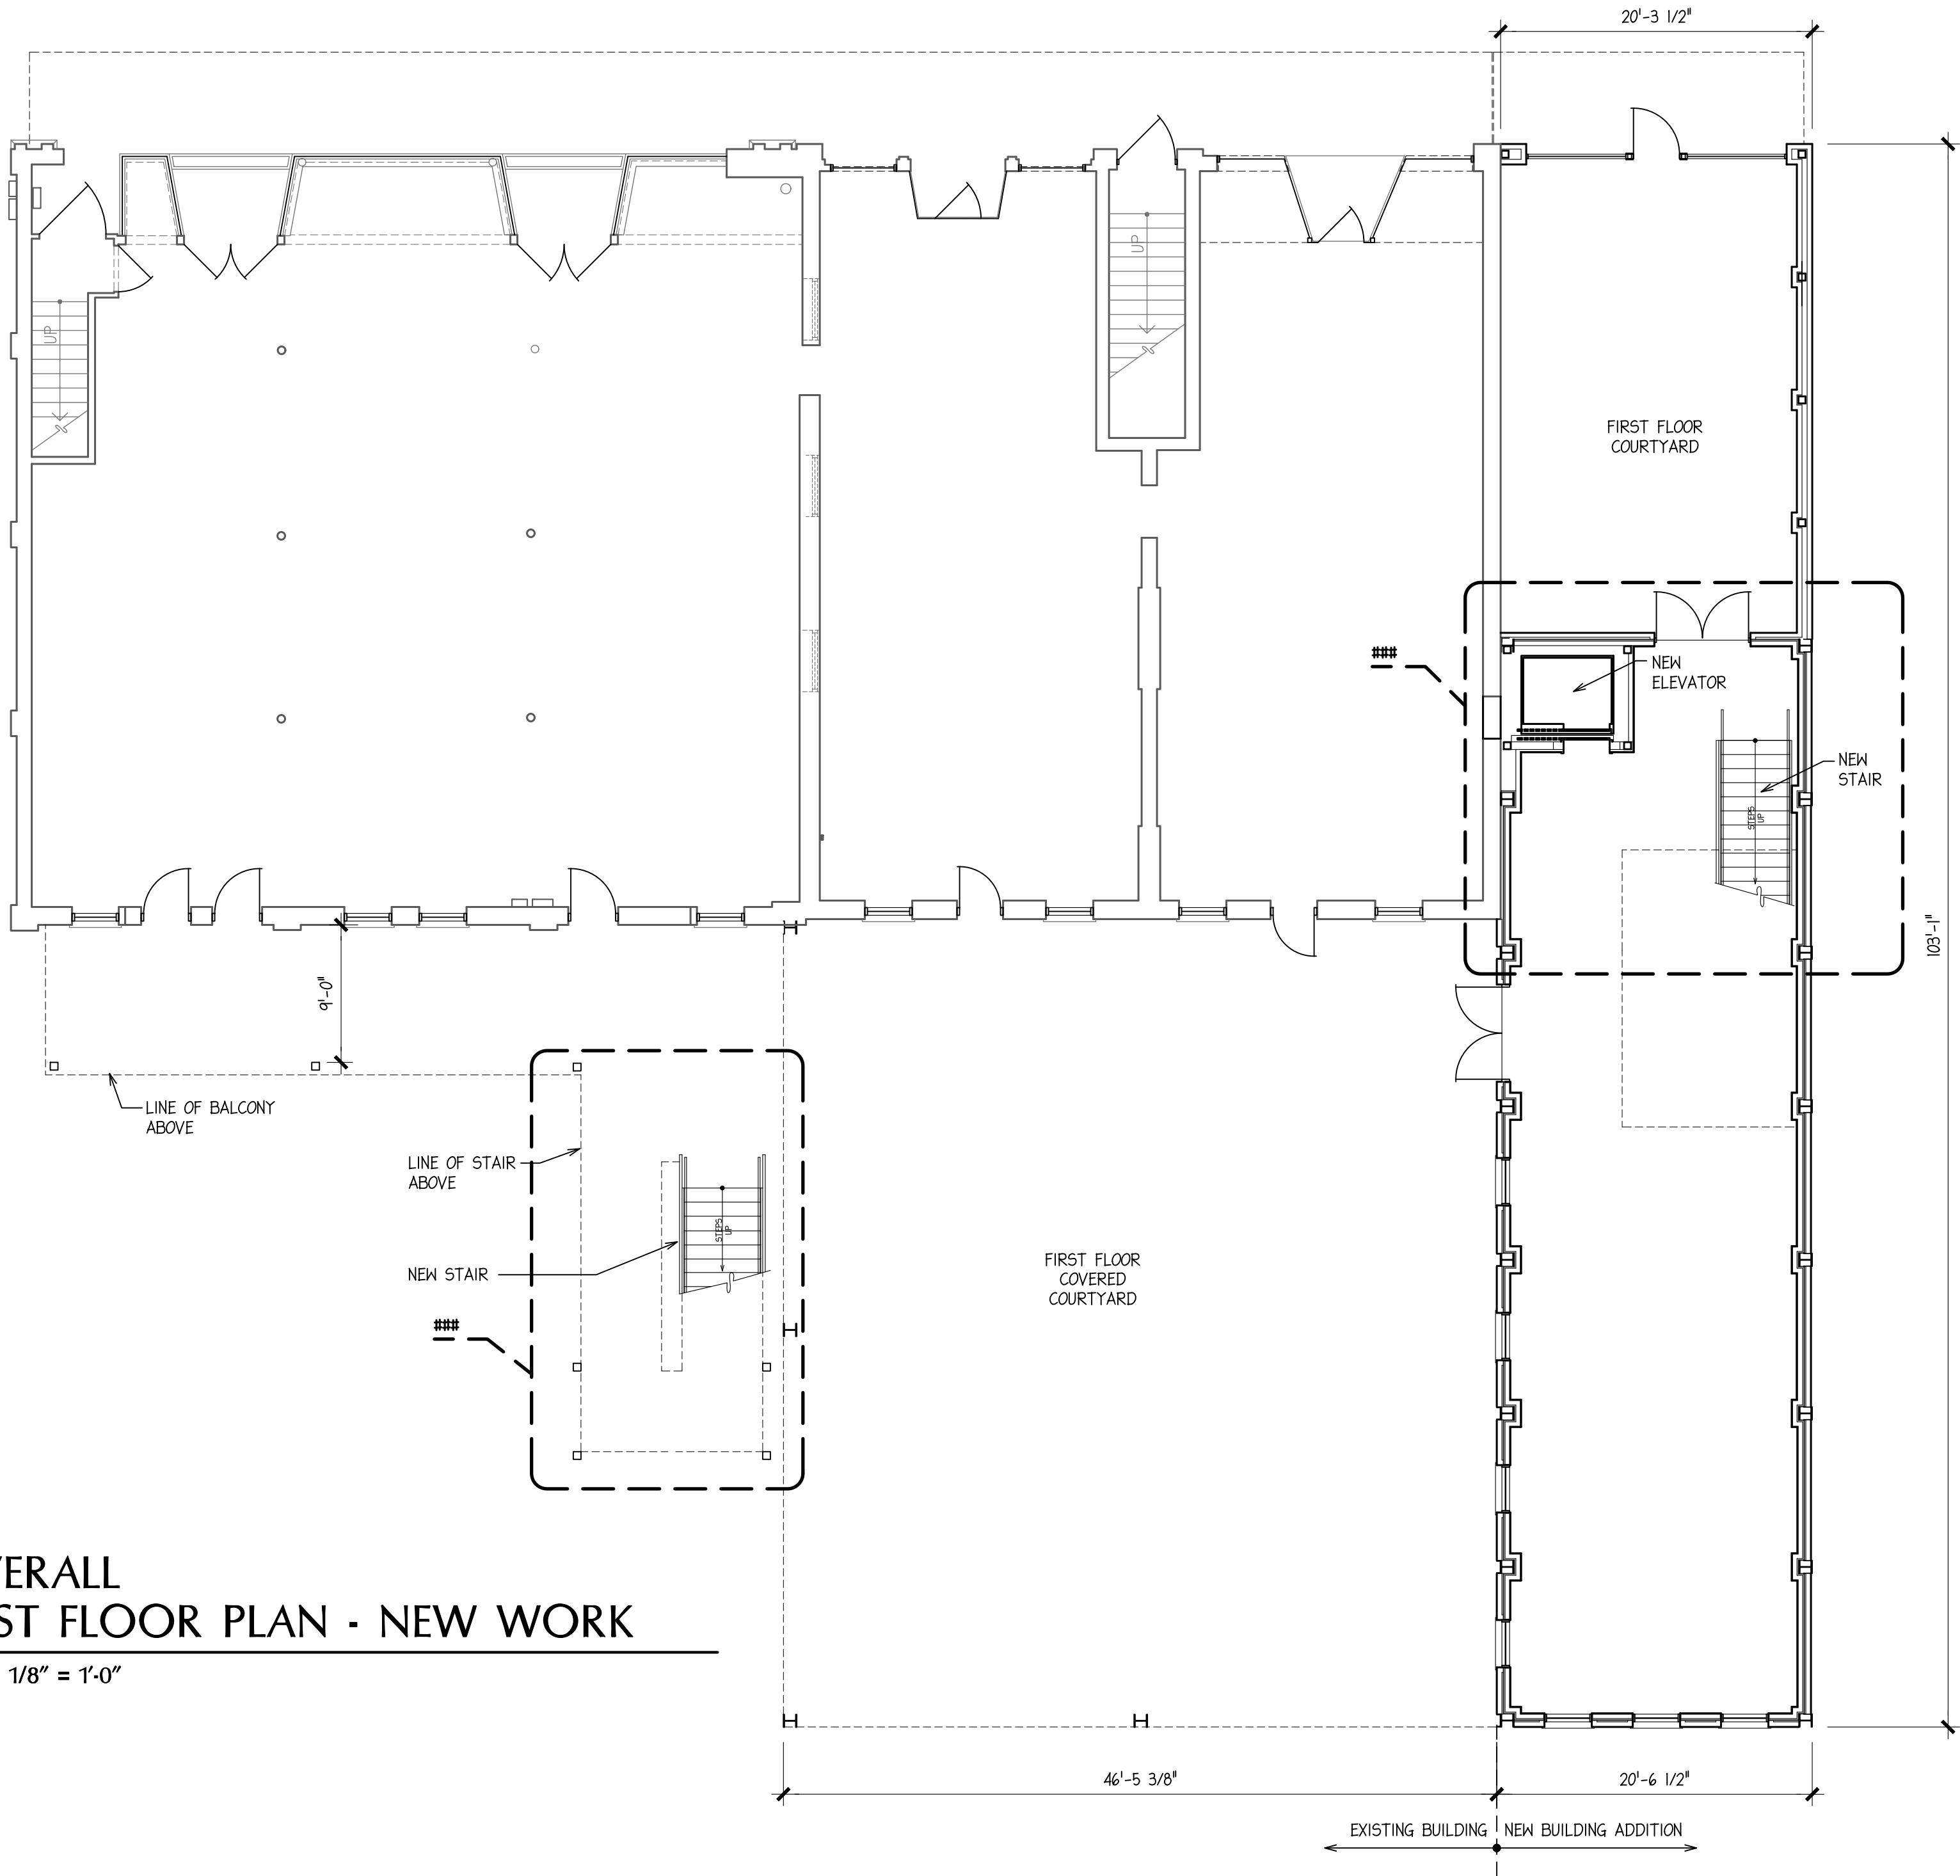 20'-3 1/2"
UP
UP
FIRST FLOOR
COURTYARD
###
NEW
ELEVATOR
NEW
STAIR
STEPS
UP
103'-1"
9'-0"
LINE OF BALCONY
ABOVE
LINE OF STAIR
ABOVE
STEPS
UP
NEW STAIR
FIRST FLOOR
COVERED
COURTYARD
###
ERALL
ST FLOOR PLAN - NEW WORK
1/8" = 1'-0"
46'-5 3/8"
20'-6 1/2"
EXISTING BUILDING
NEW BUILDING ADDITION